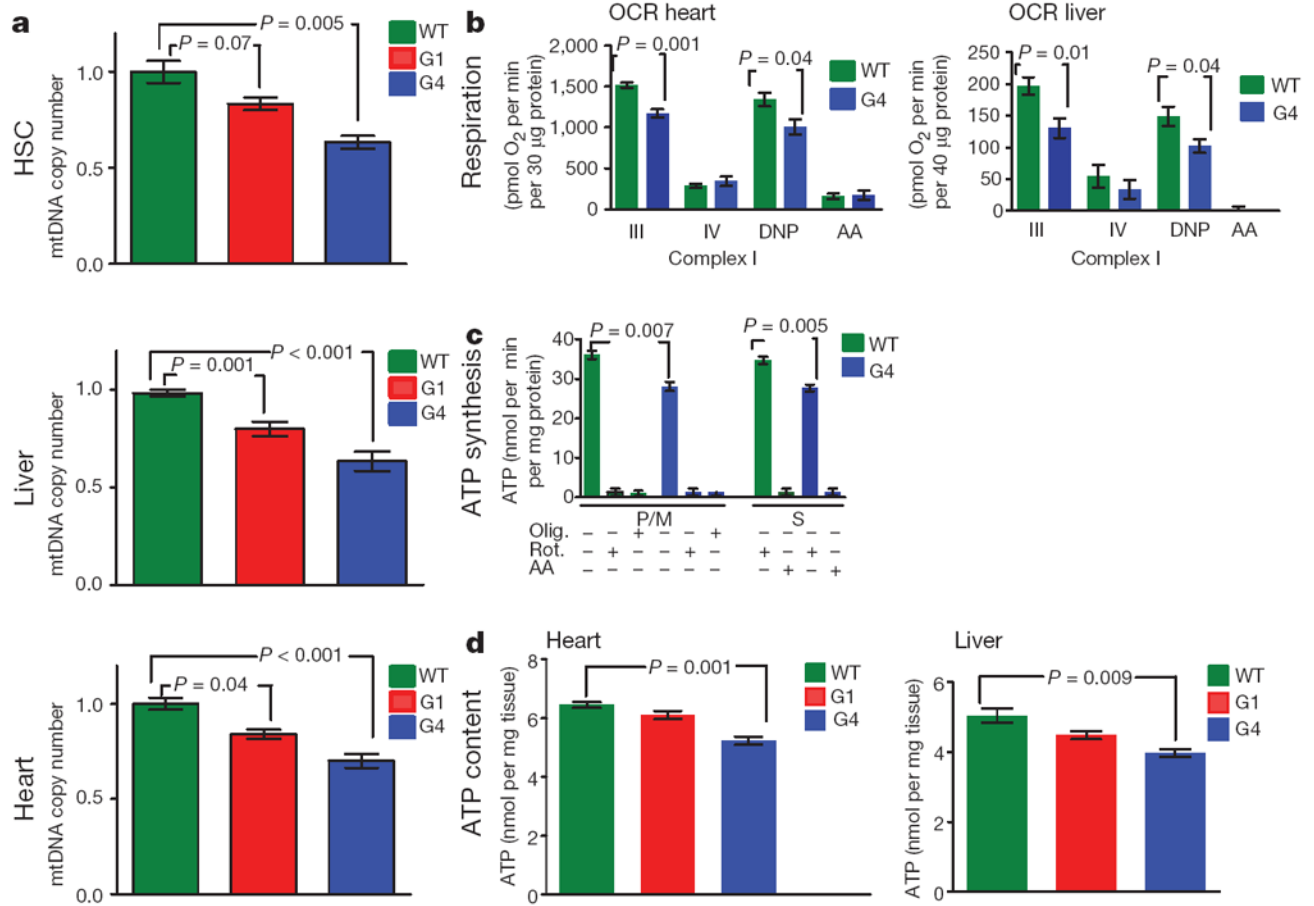 a
HSC
mtDNA copy number
1.0
0.5
0.0
P = 0.005
P = 0.07
WT
G1
G4
Liver
mtDNA copy number
1.0
0.5
0.0
P < 0.001
P = 0.001
WT
G1
G4
Heart
mtDNA copy number
1.0
0.5
0.0
P < 0.001
P = 0.04
WT
G1
G4
b
Respiration
OCR heart
(pmol O₂ per min
per 30 µg protein)
2,000
1,500
1,000
500
0
P = 0.001
P = 0.04
WT
G4
III IV DNP AA
Complex I
OCR liver
(pmol O₂ per min
per 40 µg protein)
250
200
150
100
50
0
P = 0.01
P = 0.04
WT
G4
III IV DNP AA
Complex I
c
ATP synthesis
ATP (nmol per min
per mg protein)
40
30
20
10
0
P = 0.007
P = 0.005
WT
G4
P/M S
Olig. – – + – – + – – – –
Rot. – + – – + – + – + –
AA – – – – – – – + – +
d
ATP content
Heart
ATP (nmol per mg tissue)
8
6
4
2
0
P = 0.001
WT
G1
G4
Liver
ATP (nmol per mg tissue)
6
4
2
0
P = 0.009
WT
G1
G4